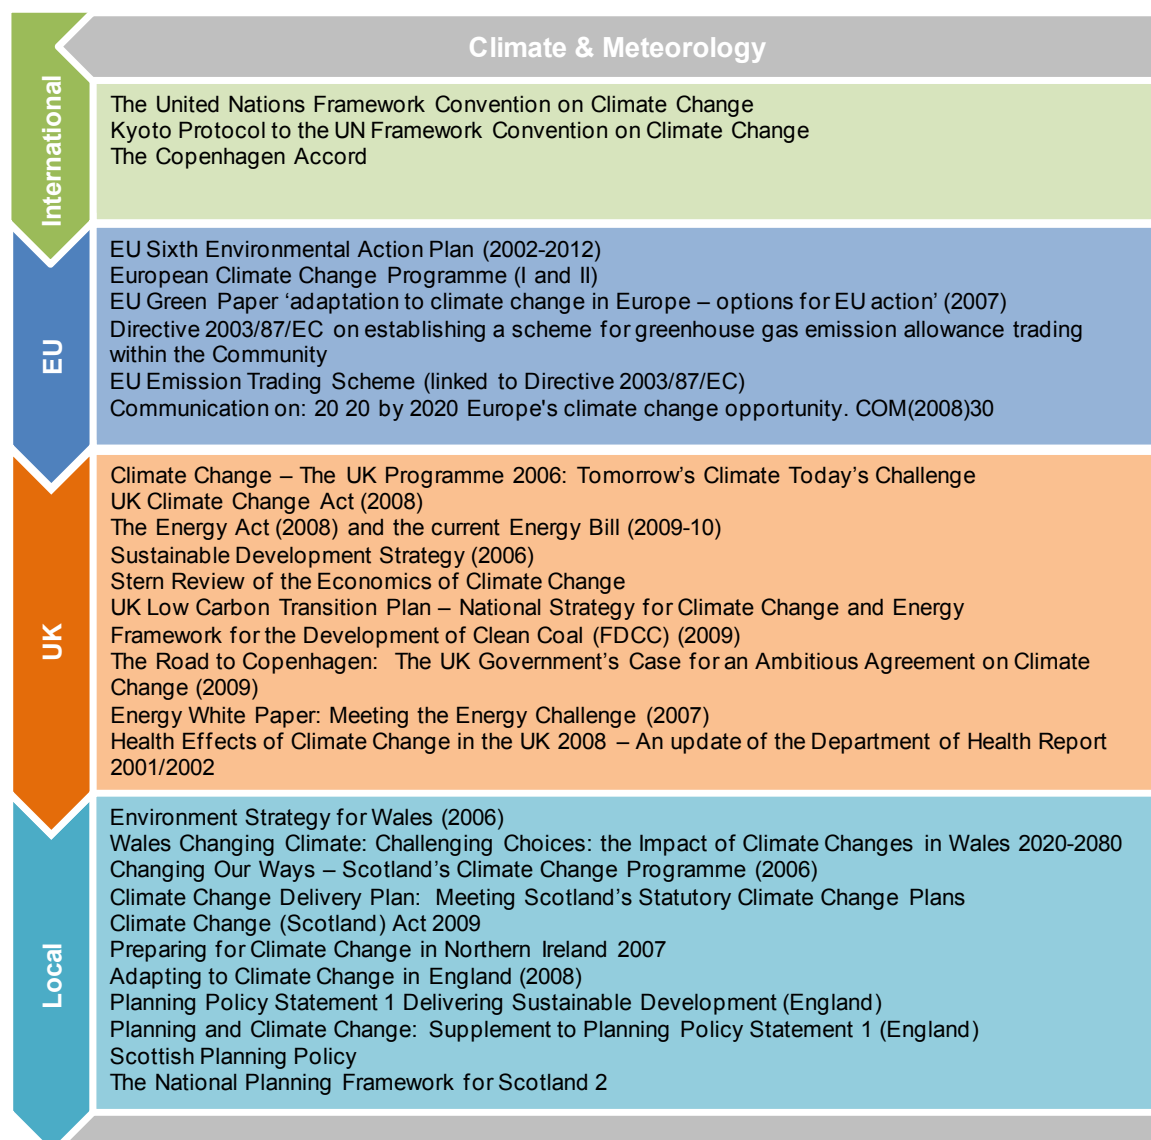 Climate & Meteorology
International
The United Nations Framework Convention on Climate Change
Kyoto Protocol to the UN Framework Convention on Climate Change
The Copenhagen Accord
EU
EU Sixth Environmental Action Plan (2002-2012)
European Climate Change Programme (I and II)
EU Green Paper ‘adaptation to climate change in Europe – options for EU action’ (2007)
Directive 2003/87/EC on establishing a scheme for greenhouse gas emission allowance trading
within the Community
EU Emission Trading Scheme (linked to Directive 2003/87/EC)
Communication on: 20 20 by 2020 Europe's climate change opportunity. COM(2008)30
UK
Climate Change – The UK Programme 2006: Tomorrow’s Climate Today’s Challenge
UK Climate Change Act (2008)
The Energy Act (2008) and the current Energy Bill (2009-10)
Sustainable Development Strategy (2006)
Stern Review of the Economics of Climate Change
UK Low Carbon Transition Plan – National Strategy for Climate Change and Energy
Framework for the Development of Clean Coal (FDCC) (2009)
The Road to Copenhagen: The UK Government’s Case for an Ambitious Agreement on Climate
Change (2009)
Energy White Paper: Meeting the Energy Challenge (2007)
Health Effects of Climate Change in the UK 2008 – An update of the Department of Health Report
2001/2002
Local
Environment Strategy for Wales (2006)
Wales Changing Climate: Challenging Choices: the Impact of Climate Changes in Wales 2020-2080
Changing Our Ways – Scotland’s Climate Change Programme (2006)
Climate Change Delivery Plan: Meeting Scotland’s Statutory Climate Change Plans
Climate Change (Scotland) Act 2009
Preparing for Climate Change in Northern Ireland 2007
Adapting to Climate Change in England (2008)
Planning Policy Statement 1 Delivering Sustainable Development (England)
Planning and Climate Change: Supplement to Planning Policy Statement 1 (England)
Scottish Planning Policy
The National Planning Framework for Scotland 2